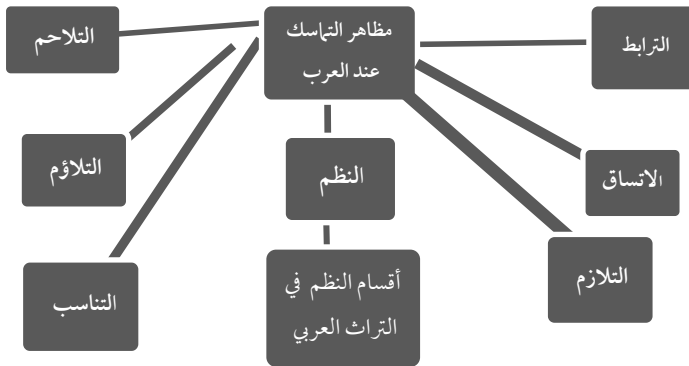 مظاهر التماسك
عند العرب
الترابط
الاتساق
التلازم
النظم
أقسام النظم في
التراث العربي
التلاحم
التلاؤم
التناسب